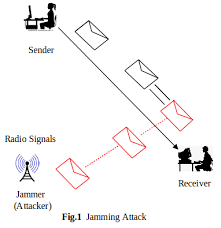 Sender
Radio Signals
Jammer
(Attacker)
Receiver
Fig.1 Jamming Attack